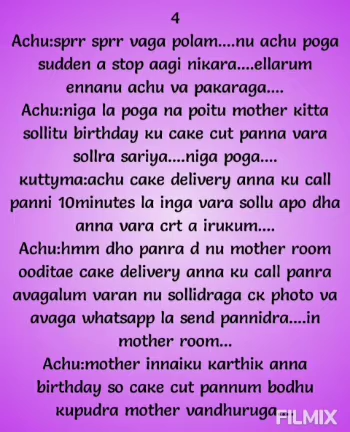 4
Achu:sprr sprr vaga polam....nu achu poga
sudden a stop aagi nikara....ellarum
ennanu achu va pakaraga....
Achu:niga la poga na poitu mother kitta
sollitu birthday ku cake cut panna vara
sollra sariya....niga poga....
kuttyma:achu cake delivery anna ku call
panni 10minutes la inga vara sollu apo dha
anna vara crt a irukum....
Achu:hmm dho panra d nu mother room
ooditae cake delivery anna ku call panra
avagalum varan nu sollidraga ck photo va
avaga whatsapp la send pannidra....in
mother room...
Achu:mother innaiku karthik anna
birthday so cake cut pannum bodhu
kupudra mother vandhuruga....
FILMIX